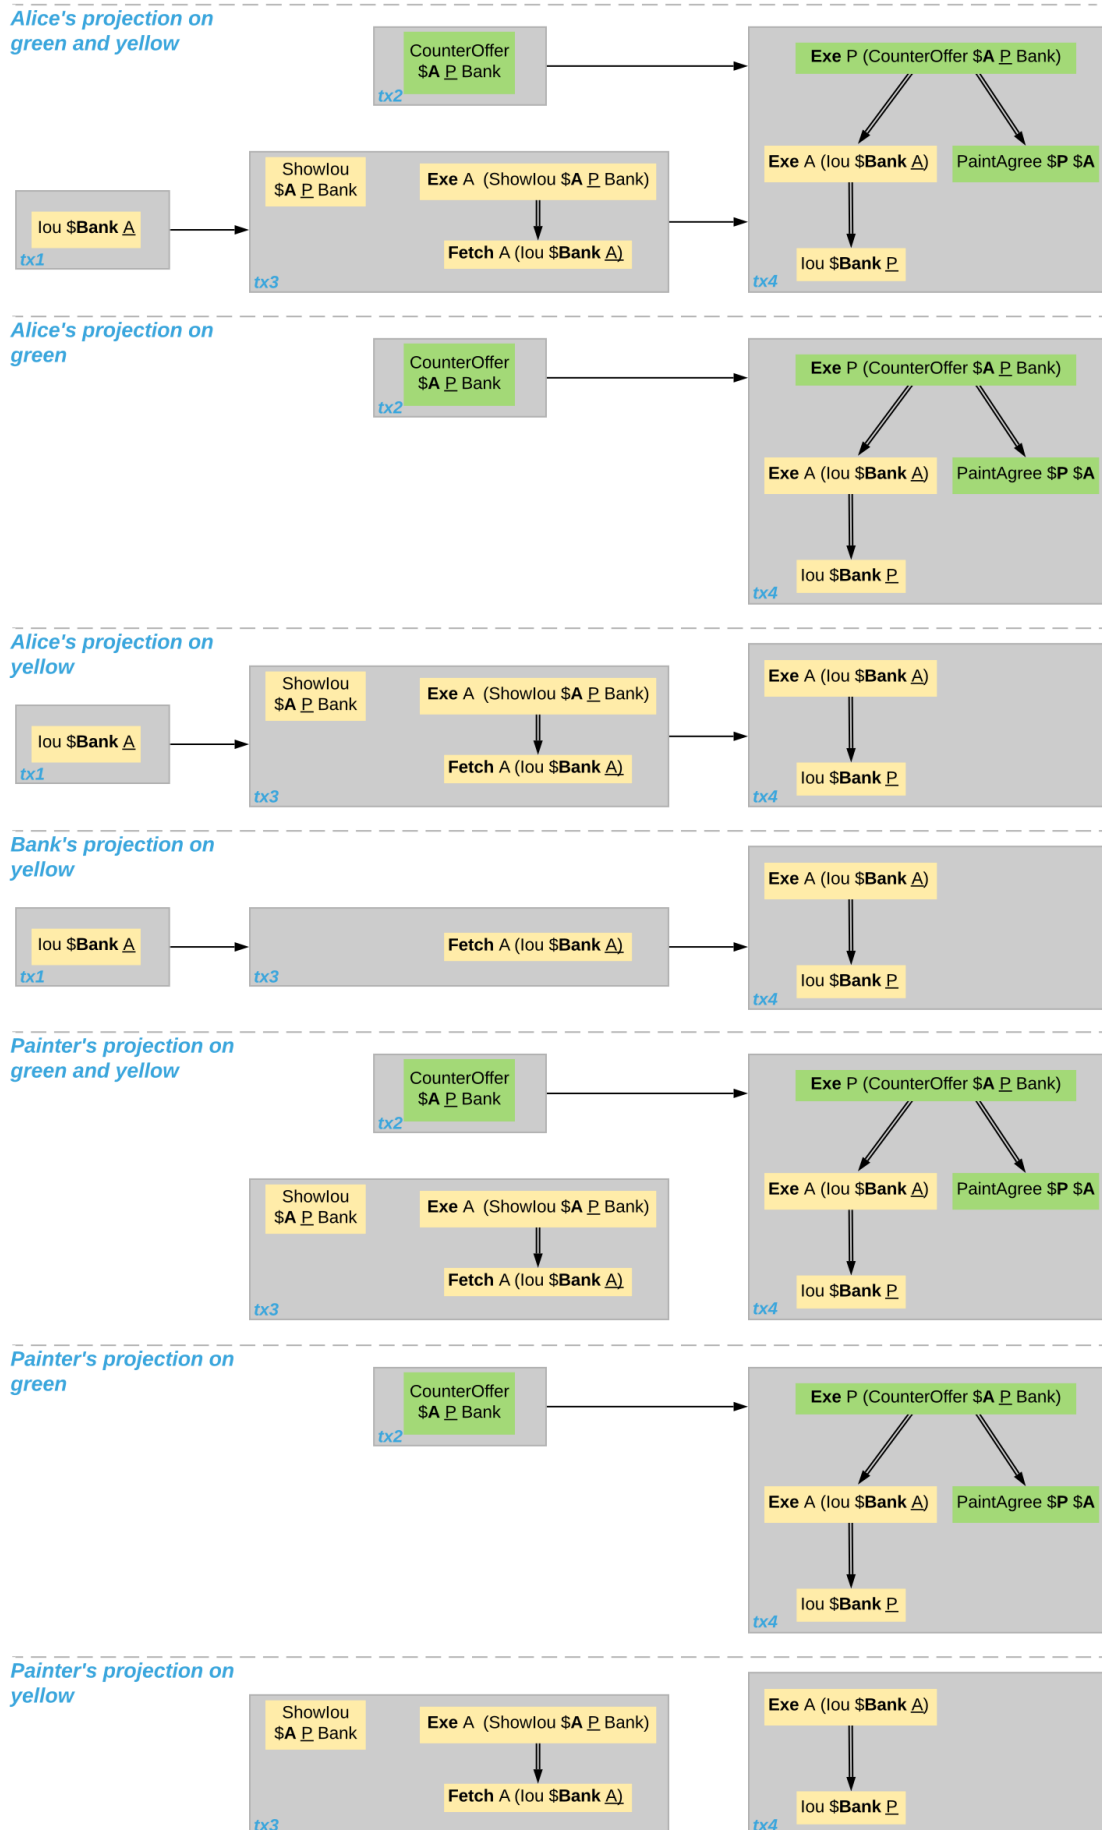 Alice's projection on
green and yellow
CounterOffer
$A P Bank
tx2
Exe P (CounterOffer $A P Bank)
Exe A (Iou $Bank A)
PaintAgree $P $A
Iou $Bank P
tx4
ShowIou
$A P Bank
Exe A (ShowIou $A P Bank)
Fetch A (Iou $Bank A)
tx3
Iou $Bank A
tx1
Alice's projection on
green
CounterOffer
$A P Bank
tx2
Exe P (CounterOffer $A P Bank)
Exe A (Iou $Bank A)
PaintAgree $P $A
Iou $Bank P
tx4
Alice's projection on
yellow
Iou $Bank A
tx1
ShowIou
$A P Bank
Exe A (ShowIou $A P Bank)
Fetch A (Iou $Bank A)
tx3
Exe A (Iou $Bank A)
Iou $Bank P
tx4
Bank's projection on
yellow
Iou $Bank A
tx1
Fetch A (Iou $Bank A)
tx3
Exe A (Iou $Bank A)
Iou $Bank P
tx4
Painter's projection on
green and yellow
CounterOffer
$A P Bank
tx2
ShowIou
$A P Bank
Exe A (ShowIou $A P Bank)
Fetch A (Iou $Bank A)
tx3
Exe P (CounterOffer $A P Bank)
Exe A (Iou $Bank A)
PaintAgree $P $A
Iou $Bank P
tx4
Painter's projection on
green
CounterOffer
$A P Bank
tx2
Exe P (CounterOffer $A P Bank)
Exe A (Iou $Bank A)
PaintAgree $P $A
Iou $Bank P
tx4
Painter's projection on
yellow
ShowIou
$A P Bank
Exe A (ShowIou $A P Bank)
Fetch A (Iou $Bank A)
tx3
Exe A (Iou $Bank A)
Iou $Bank P
tx4